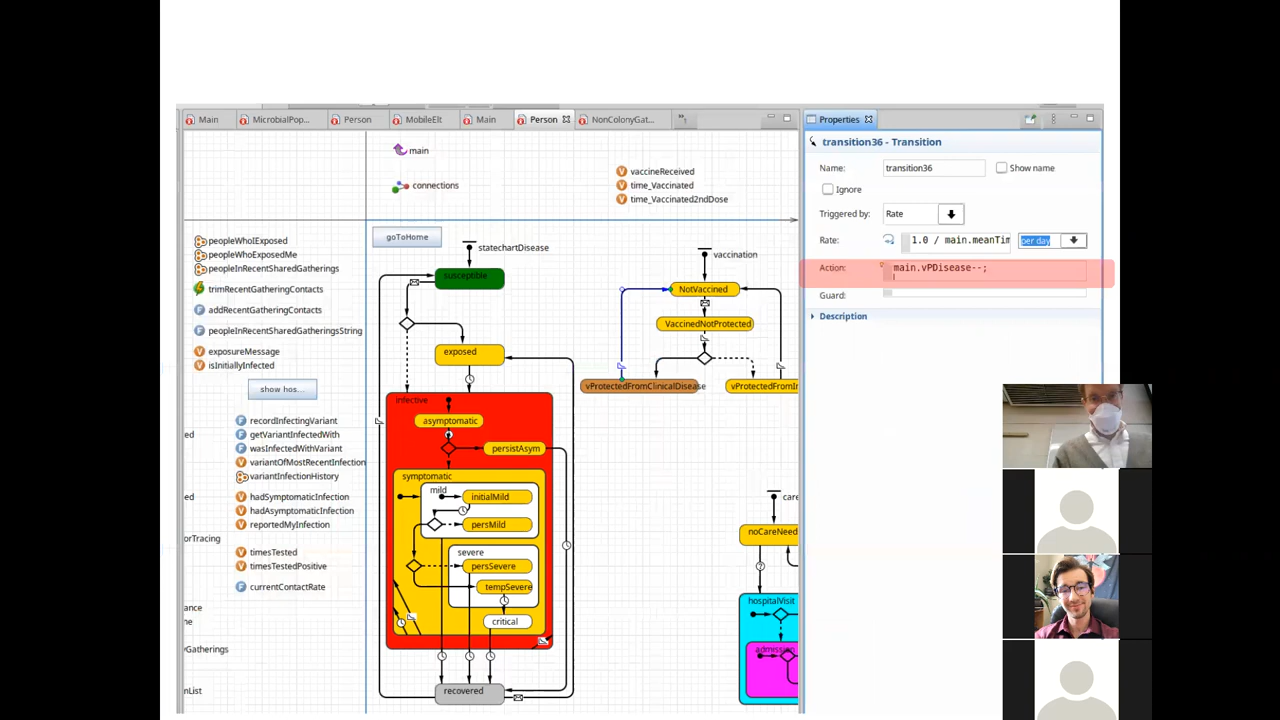 Main
MicrobialPop...
Person
MobileElt
Main
Person
NonColonyGat...
main
connections
vaccineReceived
time_Vaccinated
time_Vaccinated2ndDose
peopleWhoIExposed
peopleWhoExposedMe
peopleInRecentSharedGatherings
trimRecentGatheringContacts
addRecentGatheringContacts
peopleInRecentSharedGatheringsString
exposureMessage
isInitiallyInfected
show hos...
recordInfectingVariant
getVariantInfectedWith
wasInfectedWithVariant
variantOfMostRecentInfection
variantInfectionHistory
hadSymptomaticInfection
hadAsymptomaticInfection
reportedMyInfection
orTracing
timesTested
timesTestedPositive
currentContactRate
ance
ne
yGatherings
nList
goToHome
statechartDisease
susceptible
exposed
infective
asymptomatic
persistAsym
symptomatic
mild
initialMild
persMild
severe
persSevere
tempSevere
critical
recovered
vaccination
NotVaccined
VaccinedNotProtected
vProtectedFromClinicalDisease
vProtectedFromIn
care
noCareNeed
hospitalVisit
admission
Properties
transition36 - Transition
Name: transition36 Show name
Ignore
Triggered by: Rate
Rate: 1.0 / main.meanTim per day
Action: main.vPDisease--;
Guard:
Description